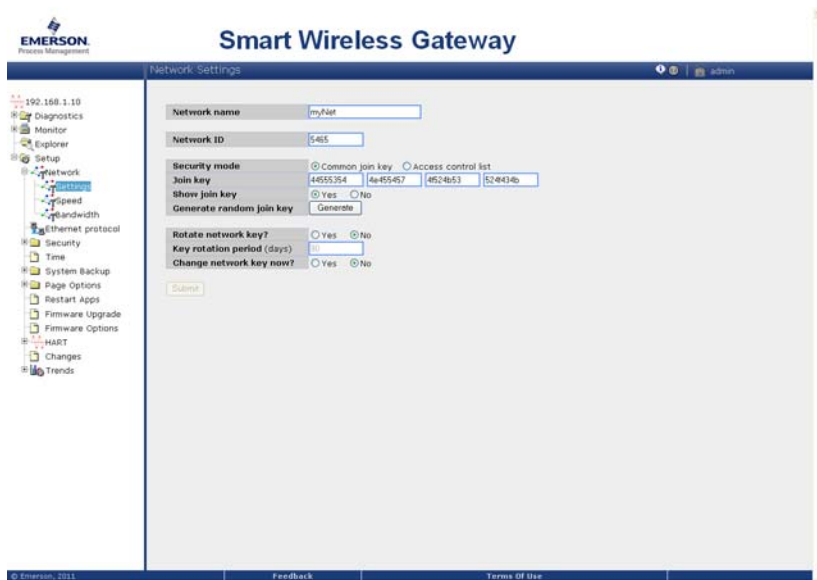 EMERSON.
Process Management
Smart Wireless Gateway
Network Settings
admin
192.168.1.10
Diagnostics
Monitor
Explorer
Setup
Network
Settings
Speed
Bandwidth
Ethernet protocol
Security
Time
System Backup
Page Options
Restart Apps
Firmware Upgrade
Firmware Options
HART
Changes
Trends
Network name myNet
Network ID 5465
Security mode Common join key Access control list
Join key 44555354 4e455457 4f524b53 524f434b
Show join key Yes No
Generate random join key Generate
Rotate network key? Yes No
Key rotation period (days)
Change network key now? Yes No
Submit
© Emerson, 2011 Feedback Terms Of Use